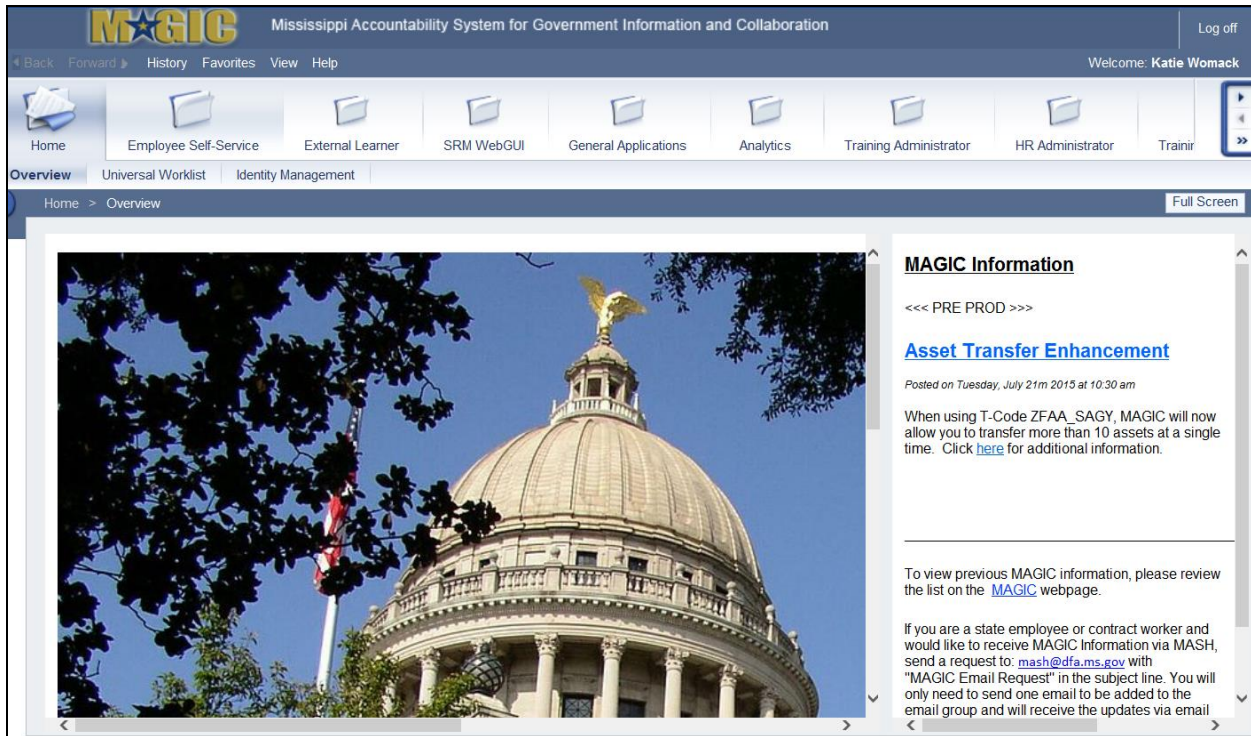 MAGIC Mississippi Accountability System for Government Information and Collaboration Log off
Back Forward History Favorites View Help Welcome: Katie Womack
Home Employee Self-Service External Learner SRM WebGUI General Applications Analytics Training Administrator HR Administrator
Overview Universal Worklist Identity Management
Home > Overview Full Screen
MAGIC Information
<<< PRE PROD >>>
Asset Transfer Enhancement
Posted on Tuesday, July 21m 2015 at 10:30 am
When using T-Code ZFAA_SAGY, MAGIC will now
allow you to transfer more than 10 assets at a single
time. Click here for additional information.
To view previous MAGIC information, please review
the list on the MAGIC webpage.
If you are a state employee or contract worker and
would like to receive MAGIC Information via MASH,
send a request to: mash@dfa.ms.gov with
"MAGIC Email Request" in the subject line. You will
only need to send one email to be added to the
email group and will receive the updates via email